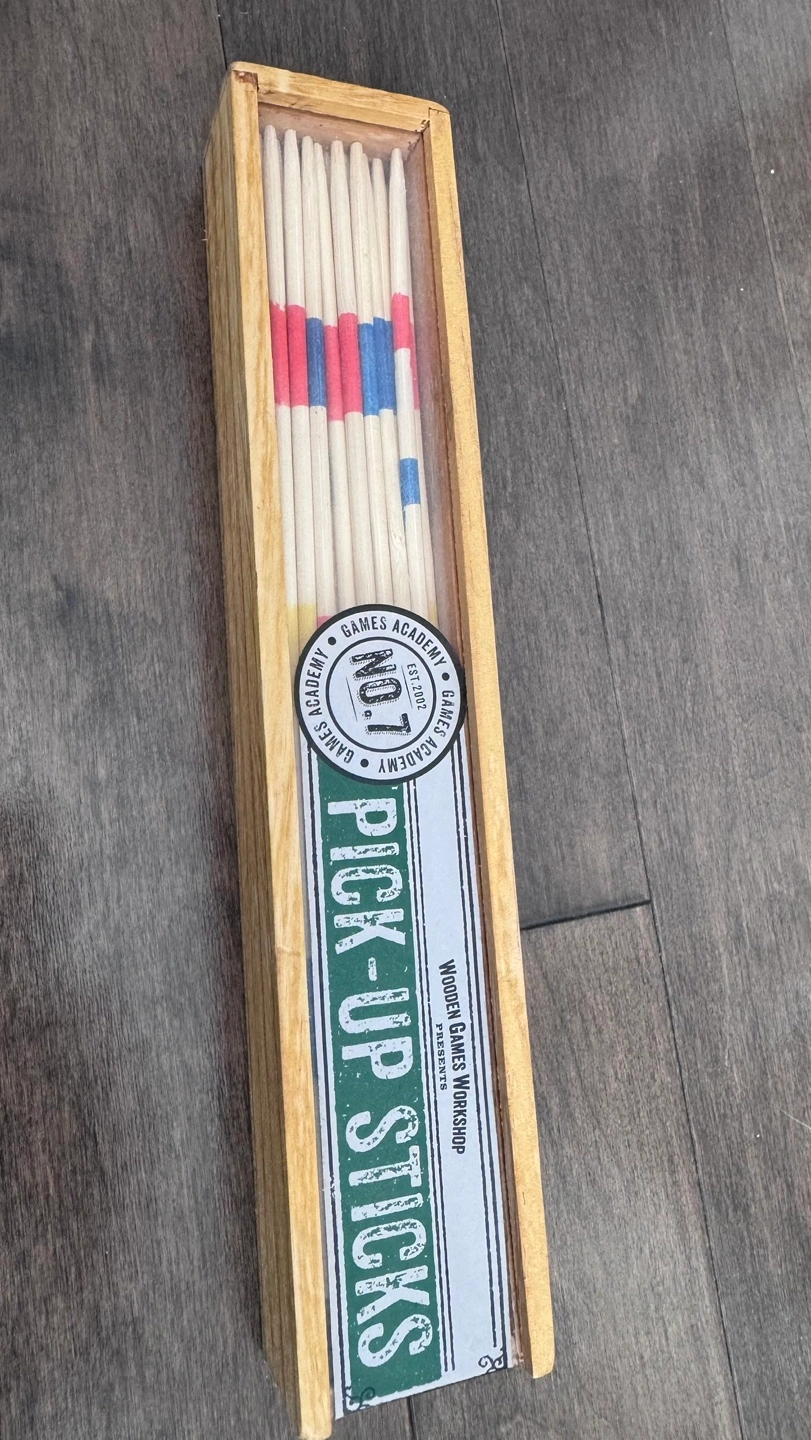 GAMES ACADEMY • GAMES ACADEMY • GAMES ACADEMY •
EST. 2002
NO.7
WOODEN GAMES WORKSHOP
PRESENTS
PICK-UP STICKS